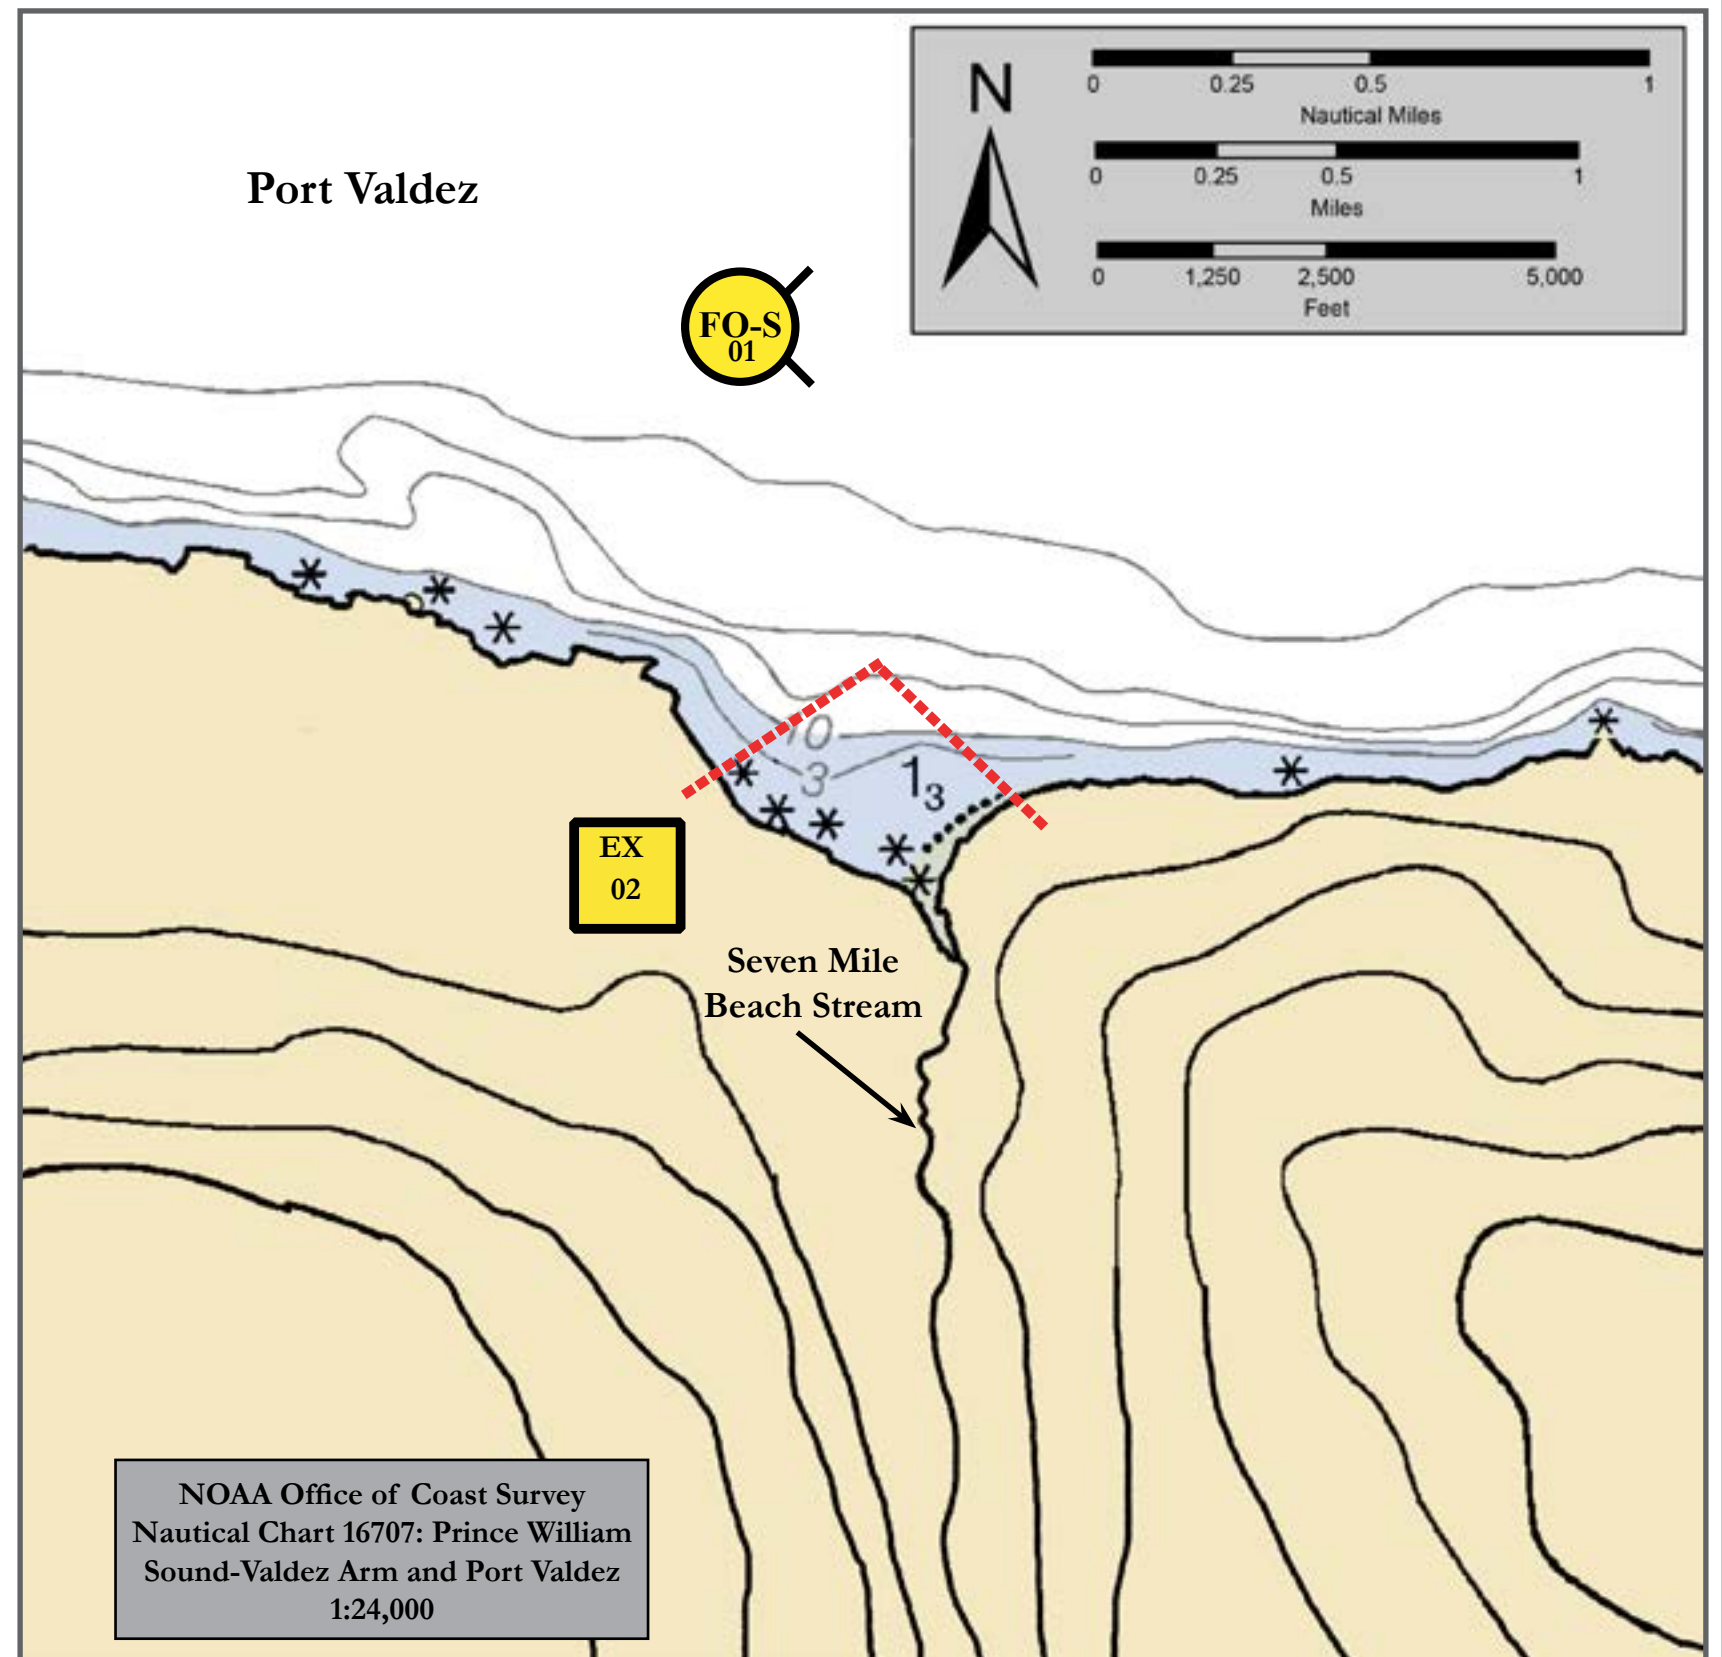 N
0 0.25 0.5 1
Nautical Miles
0 0.25 0.5 1
Miles
0 1,250 2,500 5,000
Feet
Port Valdez
FO-S
01
10
3
1₃
EX
02
Seven Mile
Beach Stream
NOAA Office of Coast Survey
Nautical Chart 16707: Prince William
Sound-Valdez Arm and Port Valdez
1:24,000